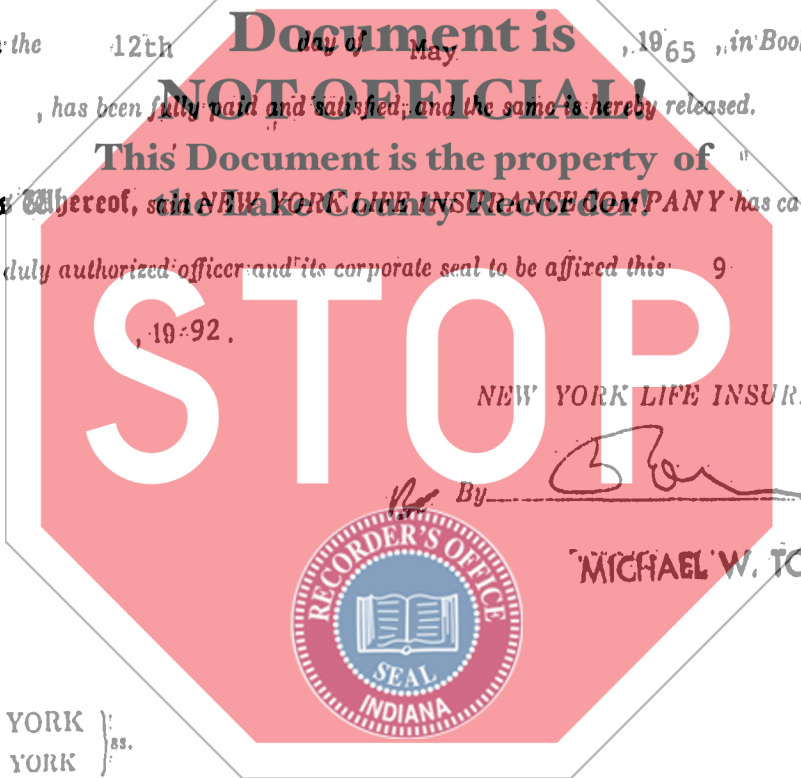 the 12th day of May , 1965 , in Boo
Document is
NOT OFFICIAL!
, has been fully paid and satisfied, and the same is hereby released.
This Document is the property of
the Lake County Recorder!
Whereof, said NEW YORK LIFE INSURANCE COMPANY has ca
duly authorized officer and its corporate seal to be affixed this 9
, 19 92.
STOP
NEW YORK LIFE INSUR
By
MICHAEL W. TO
RECORDER'S OFFICE
SEAL
INDIANA
YORK
YORK
ss.